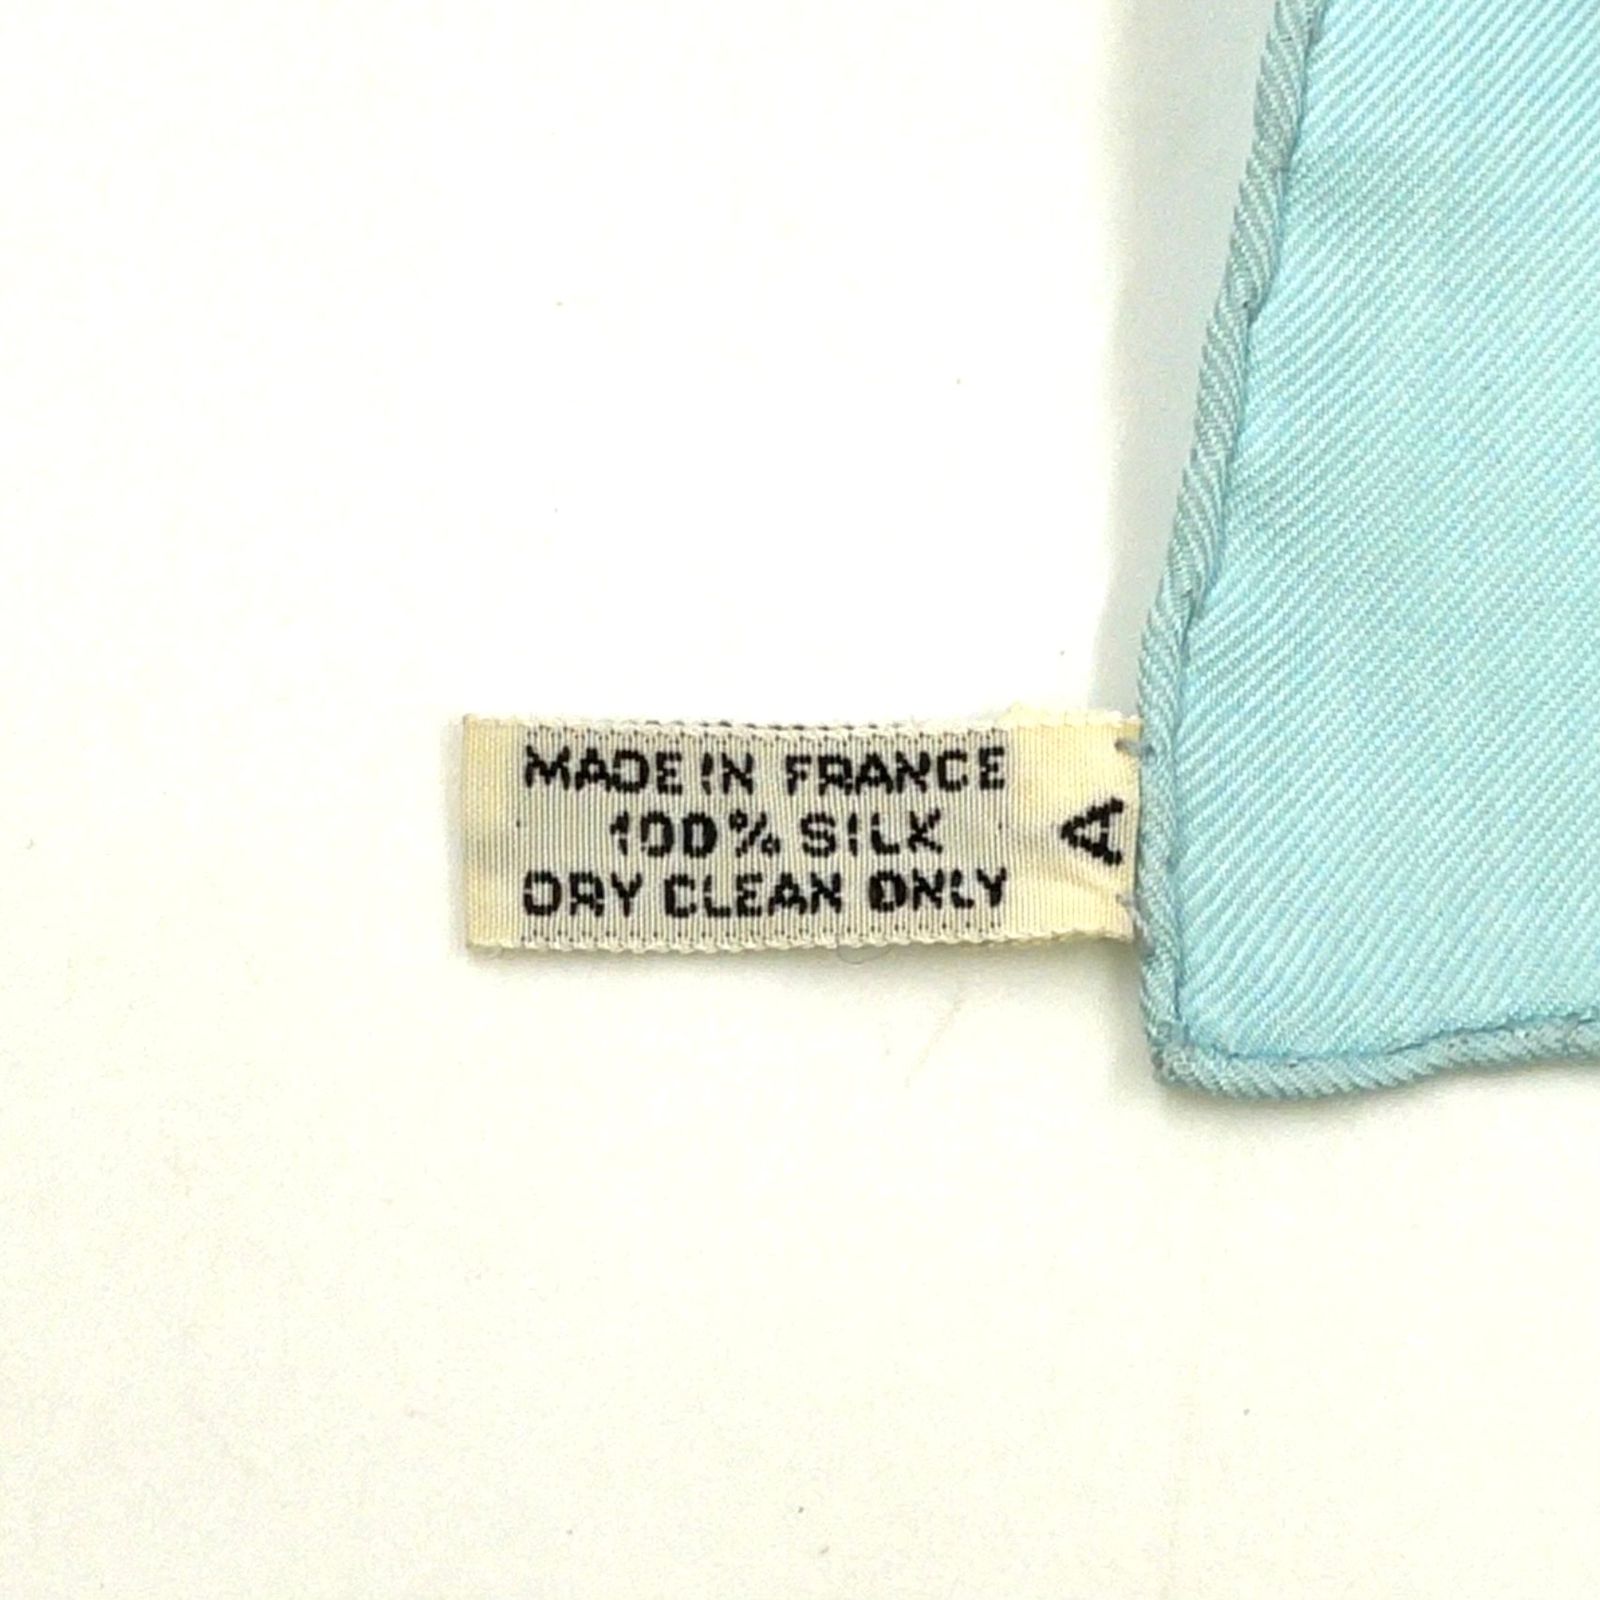 MADE IN FRANCE
100% SILK
DRY CLEAN ONLY
A